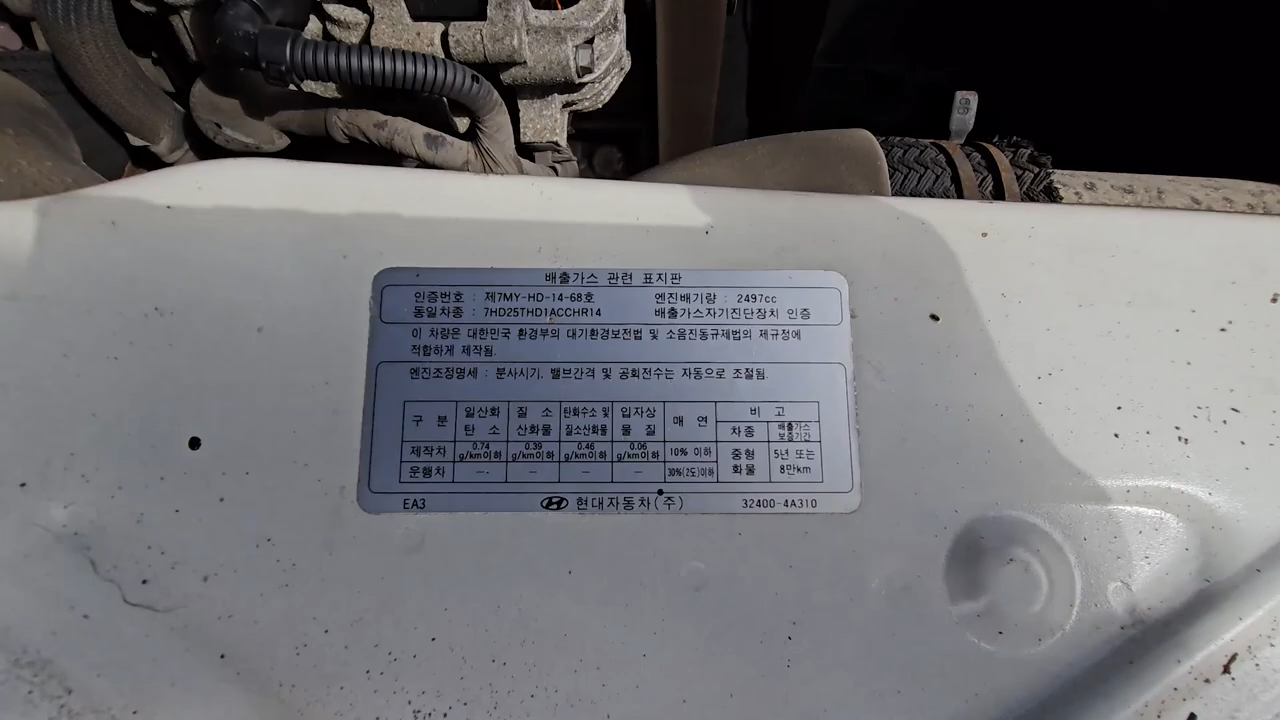 배출가스 관련 표지판
인증번호 : 제7MY-HD-14-68호 엔진배기량 : 2497cc
동일차종 : 7HD25THD1ACCHR14 배출가스자기진단장치 인증
이 차량은 대한민국 환경부의 대기환경보전법 및 소음진동규제법의 제규정에
적합하게 제작됨.
엔진조정명세 : 분사시기, 밸브간격 및 공회전수는 자동으로 조절됨.
구 분 일산화 탄 소 질 소 산화물 탄화수소 및 질소산화물 입자상 물 질 매 연 비 고
차종 배출가스 보증기간
제작차 0.74 g/km이하 0.39 g/km이하 0.46 g/km이하 0.06 g/km이하 10% 이하 중형 화물 5년 또는 8만km
운행차 — — — — 30%(2도)이하
EA3 현대자동차(주) 32400-4A310